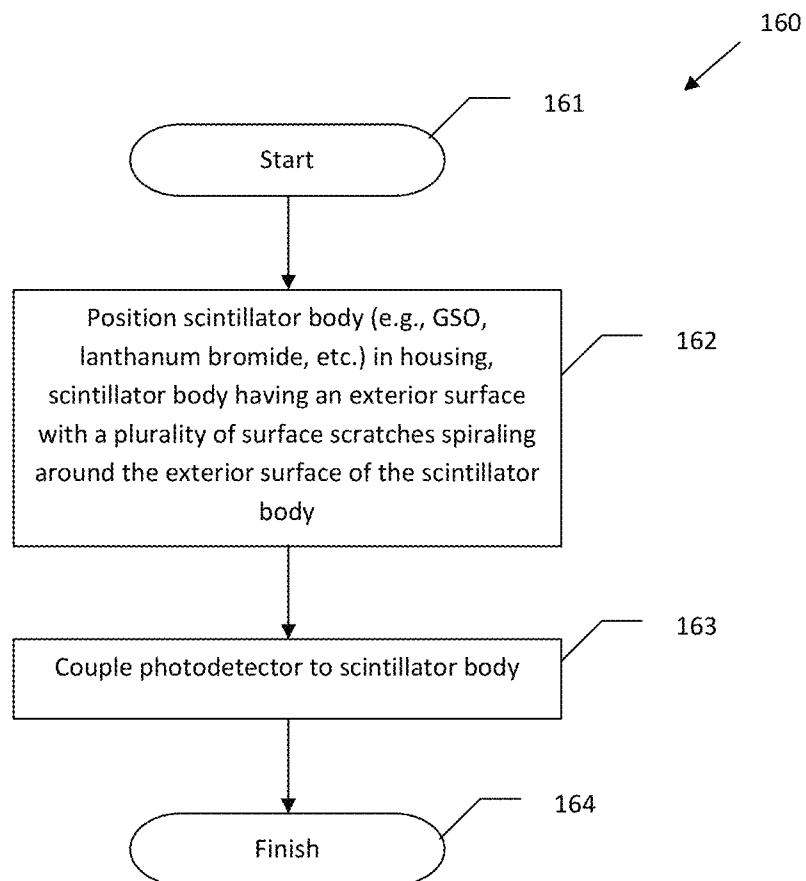 160
161
Start
Position scintillator body (e.g., GSO,
lanthanum bromide, etc.) in housing,
scintillator body having an exterior surface
with a plurality of surface scratches spiraling
around the exterior surface of the scintillator
body
162
163
Couple photodetector to scintillator body
164
Finish